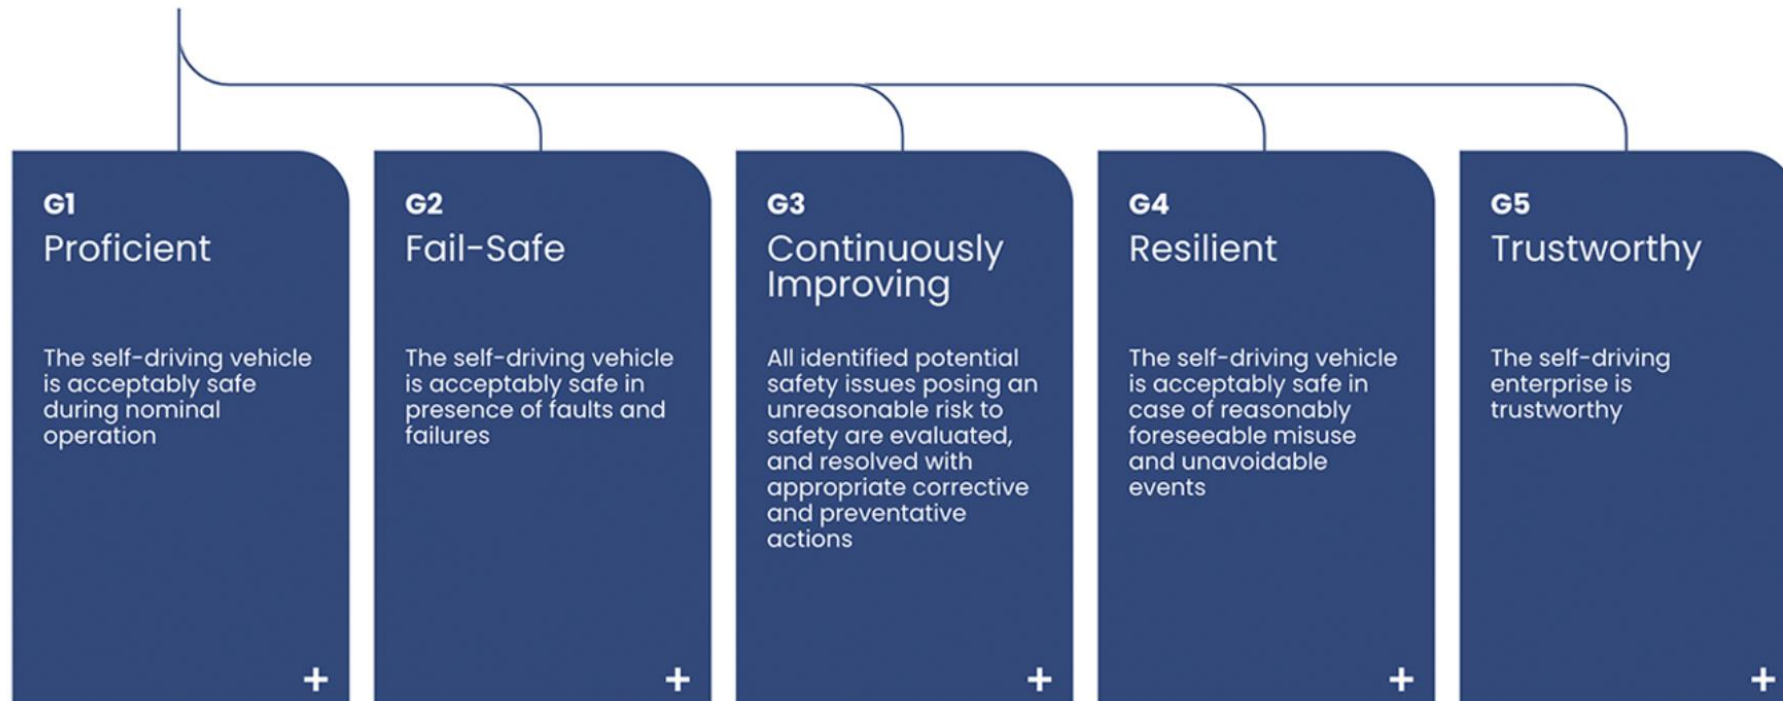 G1
Proficient
The self-driving vehicle
is acceptably safe
during nominal
operation
+
G2
Fail-Safe
The self-driving vehicle
is acceptably safe in
presence of faults and
failures
+
G3
Continuously
Improving
All identified potential
safety issues posing an
unreasonable risk to
safety are evaluated,
and resolved with
appropriate corrective
and preventative
actions
+
G4
Resilient
The self-driving vehicle
is acceptably safe in
case of reasonably
foreseeable misuse
and unavoidable
events
+
G5
Trustworthy
The self-driving
enterprise is
trustworthy
+